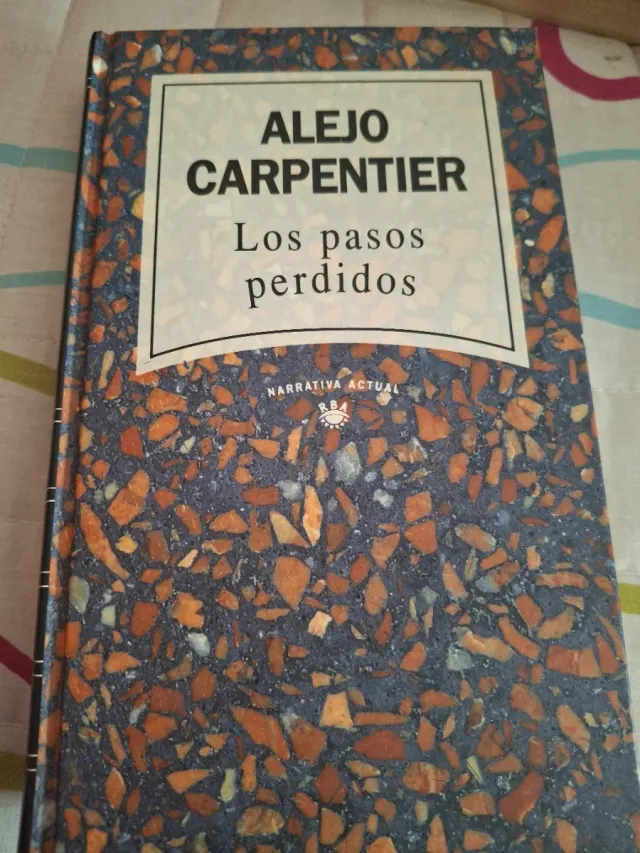 ALEJO
CARPENTIER
Los pasos
perdidos
NARRATIVA ACTUAL
RBA